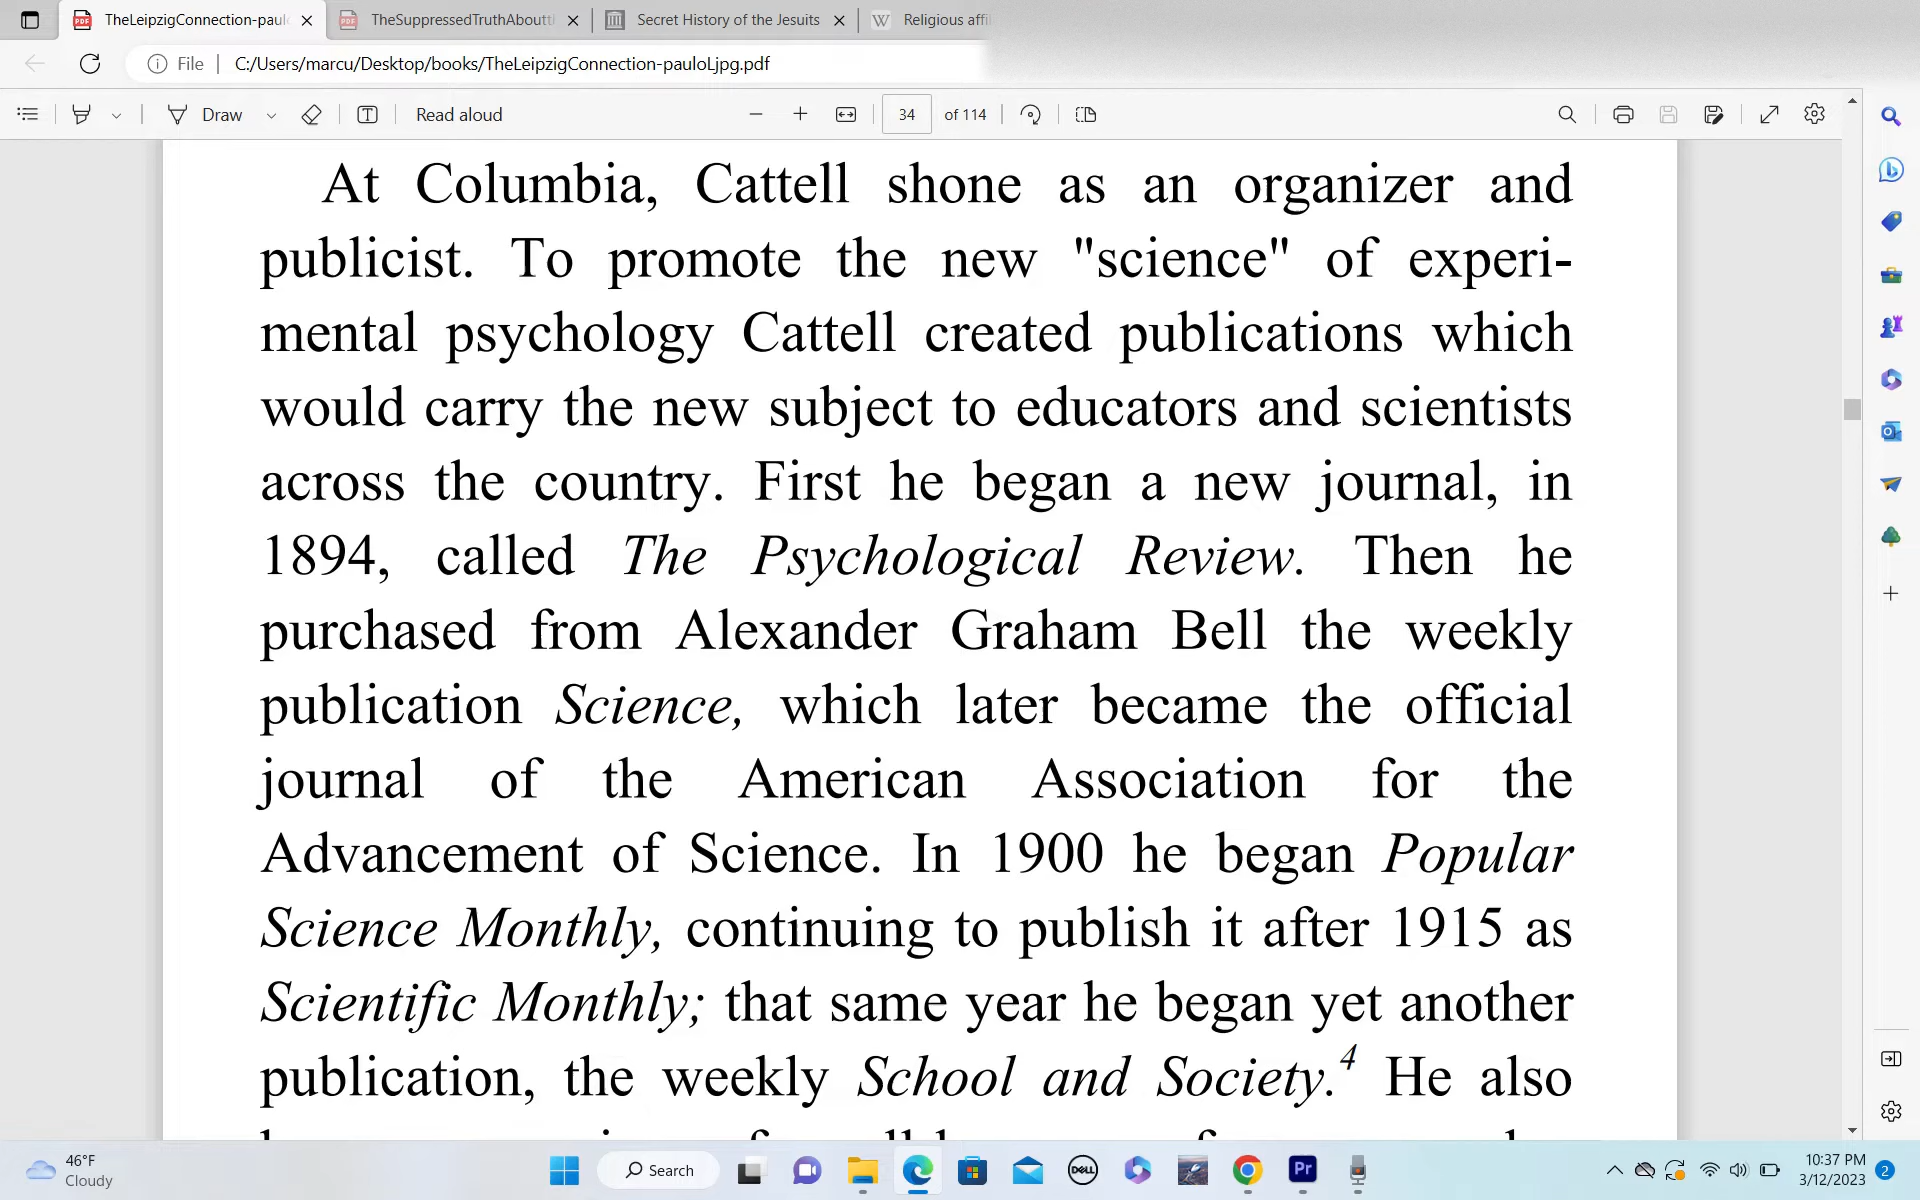 TheLeipzigConnection-paul
TheSuppressedTruthAboutt
Secret History of the Jesuits
W Religious affi
File C:/Users/marcu/Desktop/books/TheLeipzigConnection-pauloLjpg.pdf
Draw Read aloud 34 of 114
At Columbia, Cattell shone as an organizer and
publicist. To promote the new "science" of experi-
mental psychology Cattell created publications which
would carry the new subject to educators and scientists
across the country. First he began a new journal, in
1894, called The Psychological Review. Then he
purchased from Alexander Graham Bell the weekly
publication Science, which later became the official
journal of the American Association for the
Advancement of Science. In 1900 he began Popular
Science Monthly, continuing to publish it after 1915 as
Scientific Monthly; that same year he began yet another
publication, the weekly School and Society.4 He also
46°F
Cloudy
Search
DELL
Pr
10:37 PM
3/12/2023
2